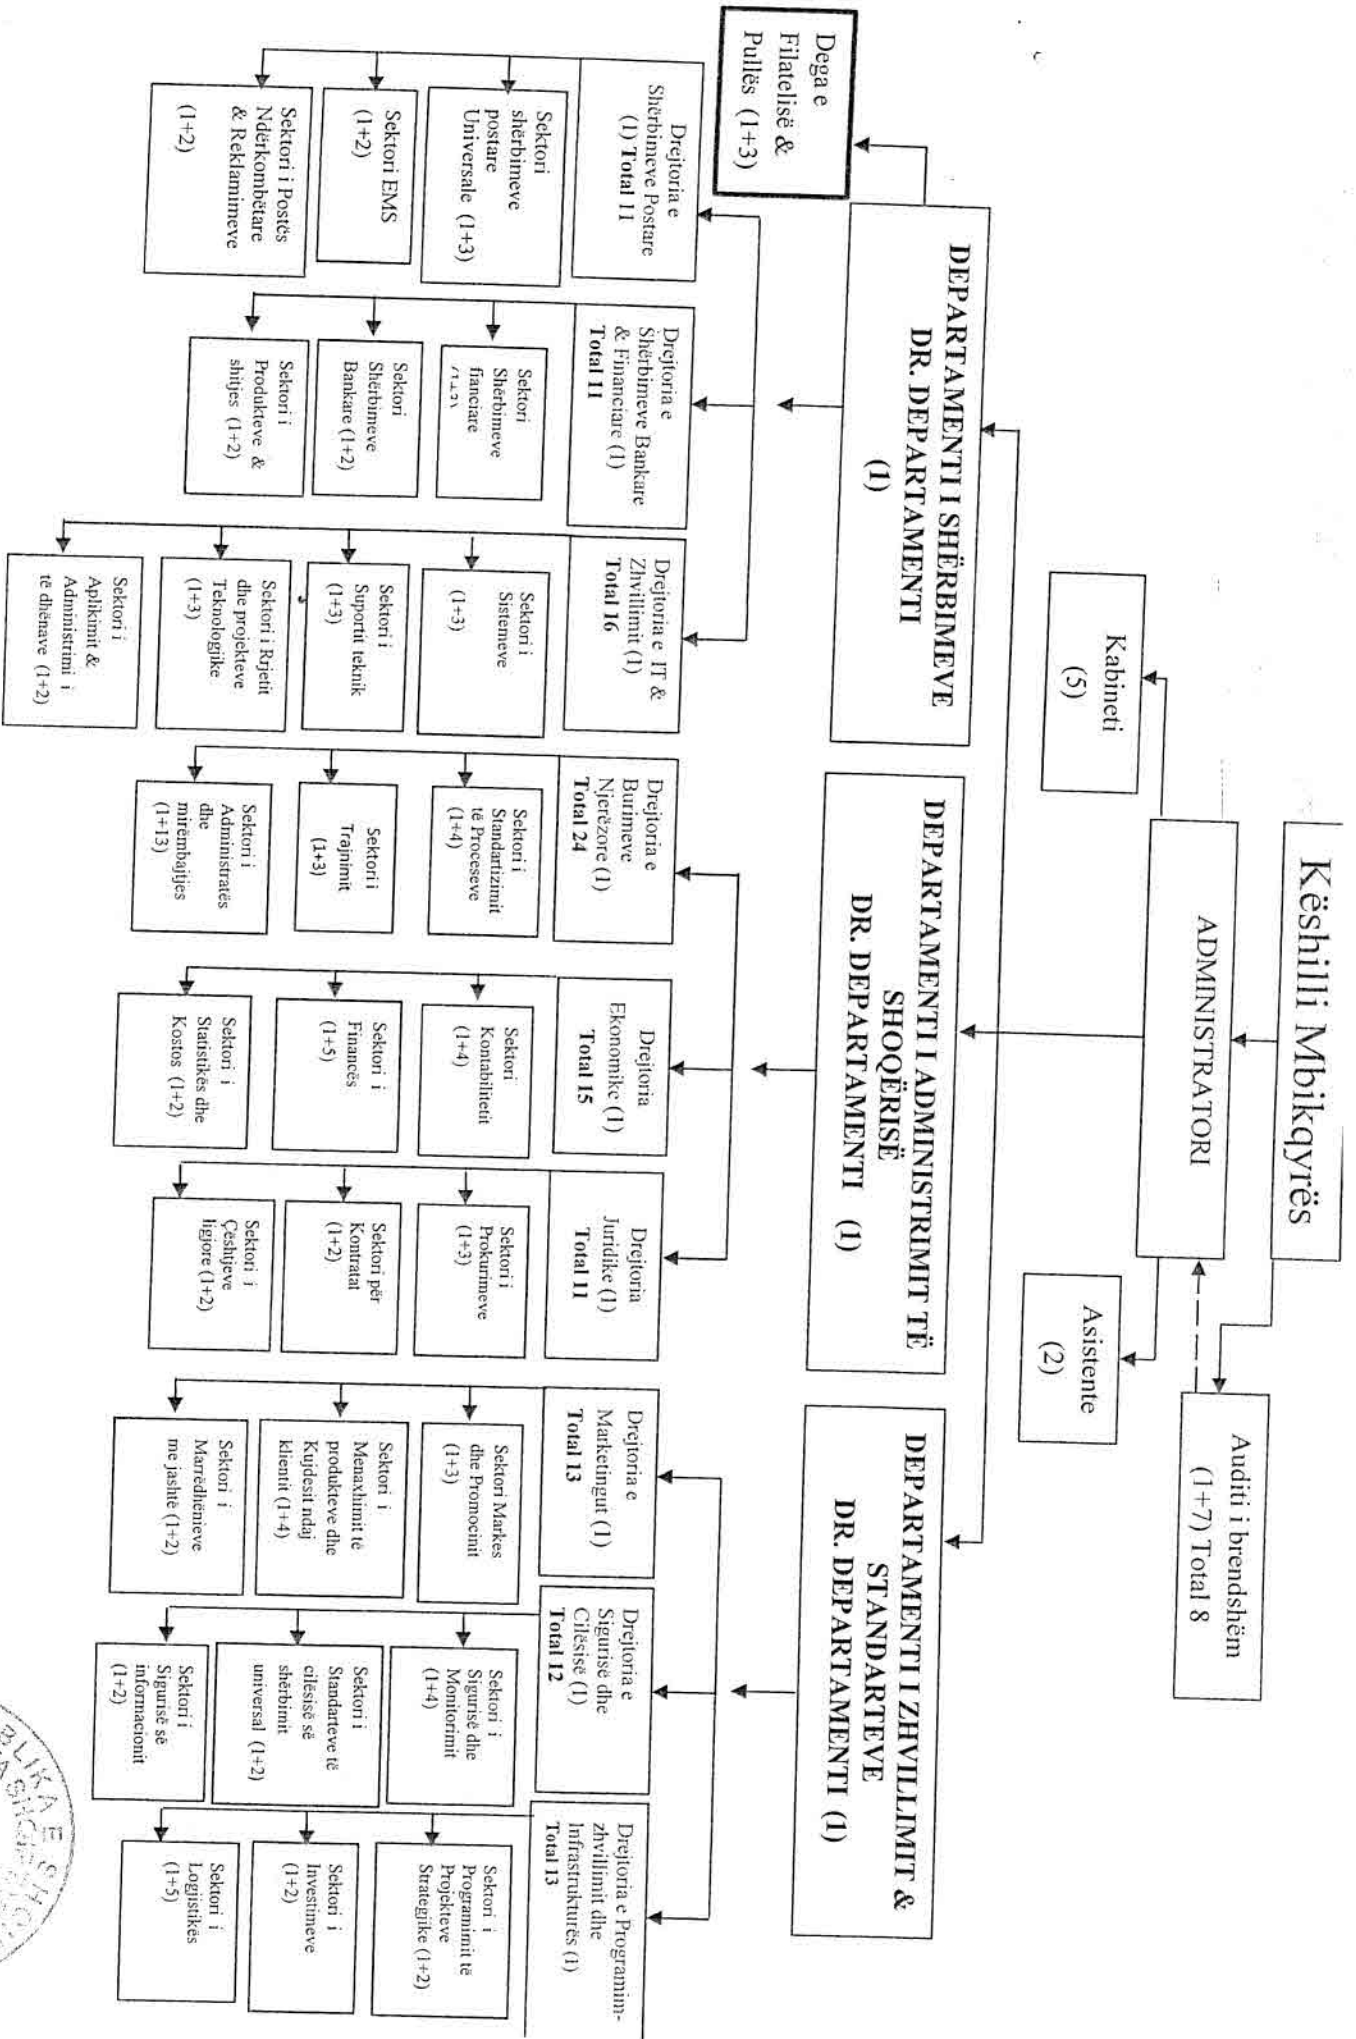 Këshilli Mbikqyrës
ADMINISTRATORI
Auditi i brendshëm
(1+7) Total 8
Kabineti
(5)
Asistente
(2)
DEPARTAMENTI I SHËRBIMEVE
DR. DEPARTAMENTI
(1)
DEPARTAMENTI I ADMINISTRIMIT TË
SHOQËRISË
DR. DEPARTAMENTI (1)
DEPARTAMENTI I ZHVILLIMIT &
STANDARTEVE
DR. DEPARTAMENTI (1)
Dega e
Filatelisë &
Pullës (1+3)
Drejtoria e
Shërbimeve Postare
(1) Total 11
Sektori
shërbimeve
postare
Universale (1+3)
Sektori EMS
(1+2)
Sektori i Postës
Ndërkombëtare
& Reklamimeve
(1+2)
Drejtoria e
Shërbimeve Bankare
& Financiare (1)
Total 11
Sektori
Shërbimeve
fianciare
Sektori
Shërbimeve
Bankare (1+2)
Sektori i
Produkteve &
shitjes (1+2)
Drejtoria e IT &
Zhvillimit (1)
Total 16
Sektori i
Sistemeve
(1+3)
Sektori i
Suportit teknik
(1+3)
Sektori i Rrjetit
dhe projekteve
Teknologjike
(1+3)
Sektori i
Aplikimit &
Administrimi i
të dhënave (1+2)
Drejtoria e
Burimeve
Njerëzore (1)
Total 24
Sektori i
Standartizimit
të Proceseve
(1+4)
Sektori i
Trajnimit
(1+3)
Sektori i
Administratës
dhe
mirëmbajtjes
(1+13)
Drejtoria
Ekonomike (1)
Total 15
Sektori
Kontabilitetit
(1+4)
Sektori i
Financës
(1+5)
Sektori i
Statistikës dhe
Kostos (1+2)
Drejtoria
Juridike (1)
Total 11
Sektori i
Prokurimeve
(1+3)
Sektori për
Kontratat
(1+2)
Sektori i
Çështjeve
ligjore (1+2)
Drejtoria e
Marketingut (1)
Total 13
Sektori Markes
dhe Promocinit
(1+3)
Sektori i
Menaxhimit të
produkteve dhe
Kujdesit ndaj
klientit (1+4)
Sektori i
Marrëdhënieve
me jashtë (1+2)
Drejtoria e
Sigurisë dhe
Cilësisë (1)
Total 12
Sektori i
Sigurisë dhe
Monitorimit
(1+4)
Sektori i
Standarteve të
cilësisë së
shërbimit
universal (1+2)
Sektori i
Sigurisë së
informacionit
(1+2)
Drejtoria e Programim-
zhvillimit dhe
Infrastrukturës (1)
Total 13
Sektori i
Programimit të
Projekteve
Strategjike (1+2)
Sektori i
Investimeve
(1+2)
Sektori i
Logjistikës
(1+5)